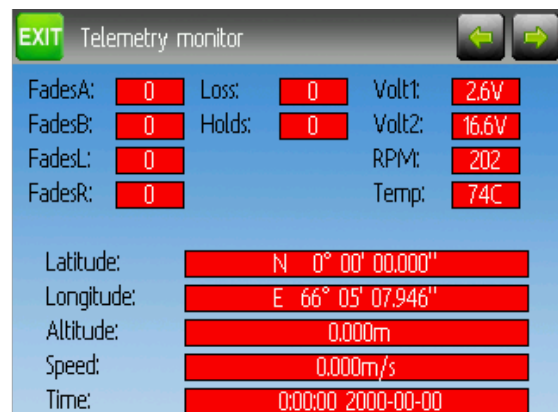 EXIT Telemetry monitor
FadesA: 0 Loss: 0 Volt1: 2.6V
FadesB: 0 Holds: 0 Volt2: 16.6V
FadesL: 0 RPM: 202
FadesR: 0 Temp: 74C
Latitude: N 0° 00' 00.000"
Longitude: E 66° 05' 07.946"
Altitude: 0.000m
Speed: 0.000m/s
Time: 0:00:00 2000-00-00